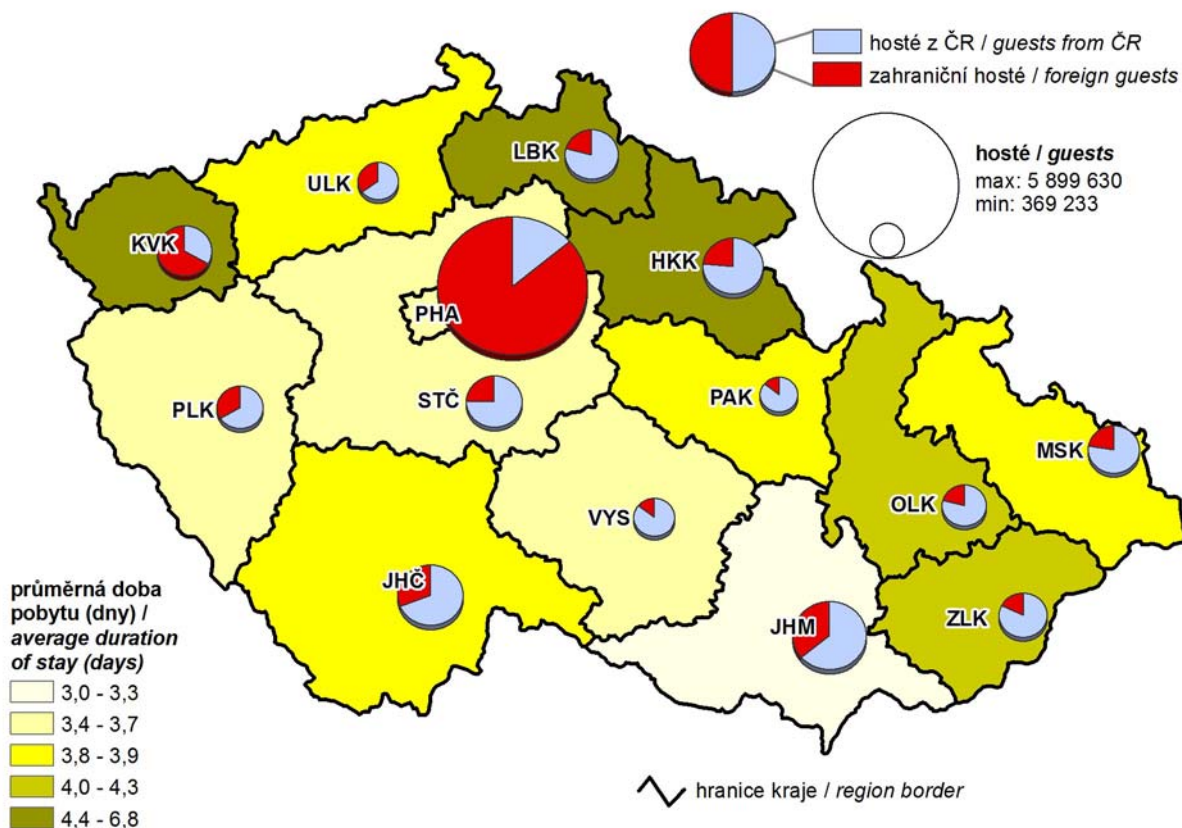 hosté z ČR / guests from ČR
zahraniční hosté / foreign guests
hosté / guests
max: 5 899 630
min: 369 233
LBK
ULK
KVK
HKK
PHA
STČ
PAK
PLK
MSK
OLK
VYS
JHČ
JHM
ZLK
průměrná doba
pobytu (dny) /
average duration
of stay (days)
3,0 - 3,3
3,4 - 3,7
3,8 - 3,9
4,0 - 4,3
4,4 - 6,8
hranice kraje / region border